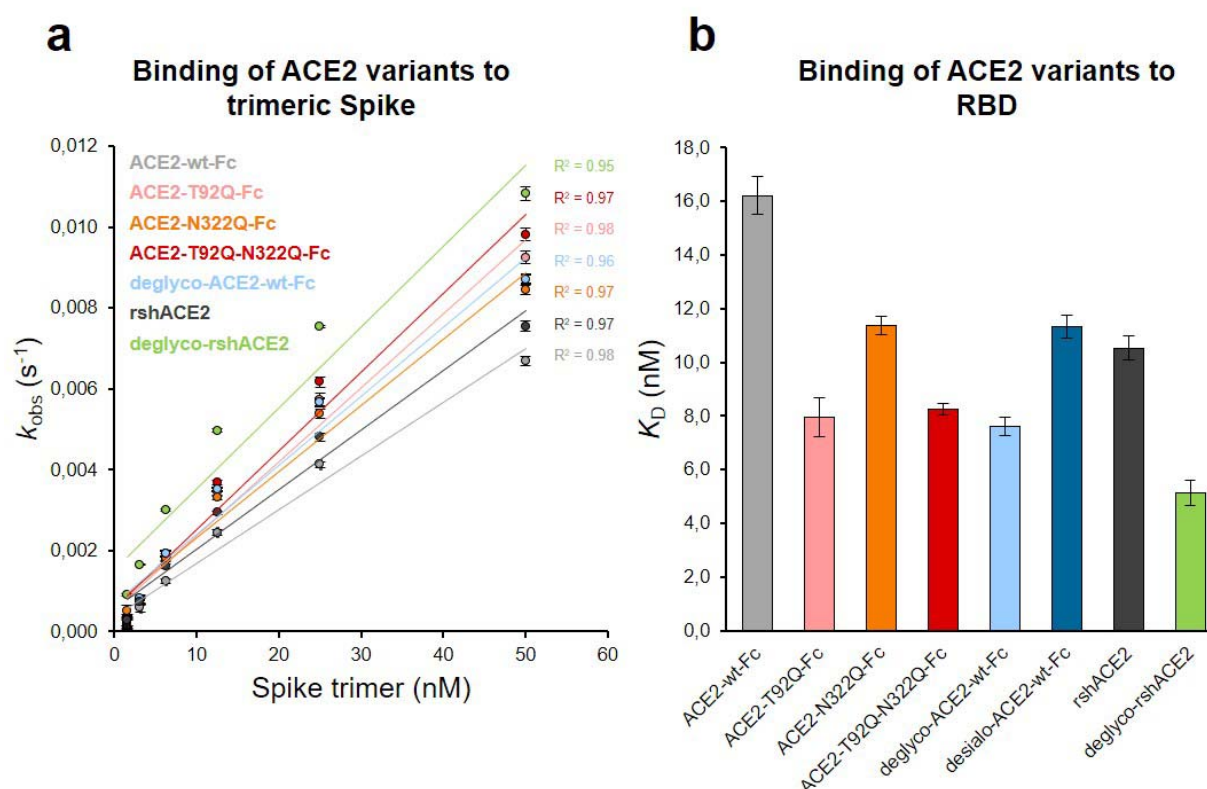 a
Binding of ACE2 variants to
trimeric Spike
0,012
0,010
0,008
0,006
0,004
0,002
0,000
k_obs (s⁻¹)
ACE2-wt-Fc
ACE2-T92Q-Fc
ACE2-N322Q-Fc
ACE2-T92Q-N322Q-Fc
deglyco-ACE2-wt-Fc
rshACE2
deglyco-rshACE2
R² = 0.95
R² = 0.97
R² = 0.98
R² = 0.96
R² = 0.97
R² = 0.97
R² = 0.98
0 10 20 30 40 50 60
Spike trimer (nM)
b
Binding of ACE2 variants to
RBD
18,0
16,0
14,0
12,0
10,0
8,0
6,0
4,0
2,0
0,0
K_D (nM)
ACE2-wt-Fc
ACE2-T92Q-Fc
ACE2-N322Q-Fc
ACE2-T92Q-N322Q-Fc
deglyco-ACE2-wt-Fc
desialo-ACE2-wt-Fc
rshACE2
deglyco-rshACE2